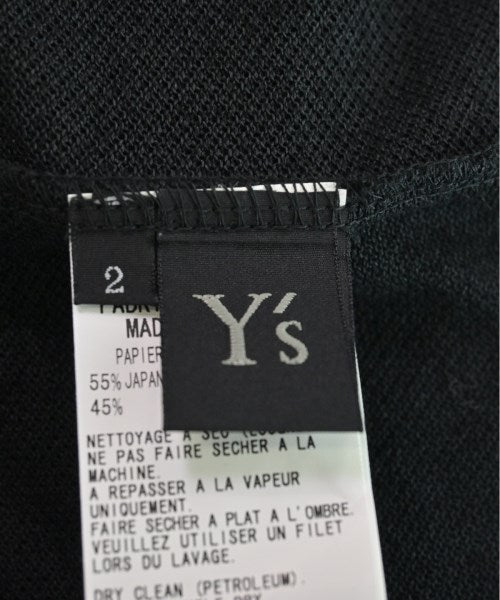 2
Y's
PAPIER
55% JAPAN
45%
NETTOYAGE A SEC
NE PAS FAIRE SECHER A LA
MACHINE.
A REPASSER A LA VAPEUR
UNIQUEMENT.
FAIRE SECHER A PLAT A L'OMBRE.
VEUILLEZ UTILISER UN FILET
LORS DU LAVAGE.
DRY CLEAN (PETROLEUM).